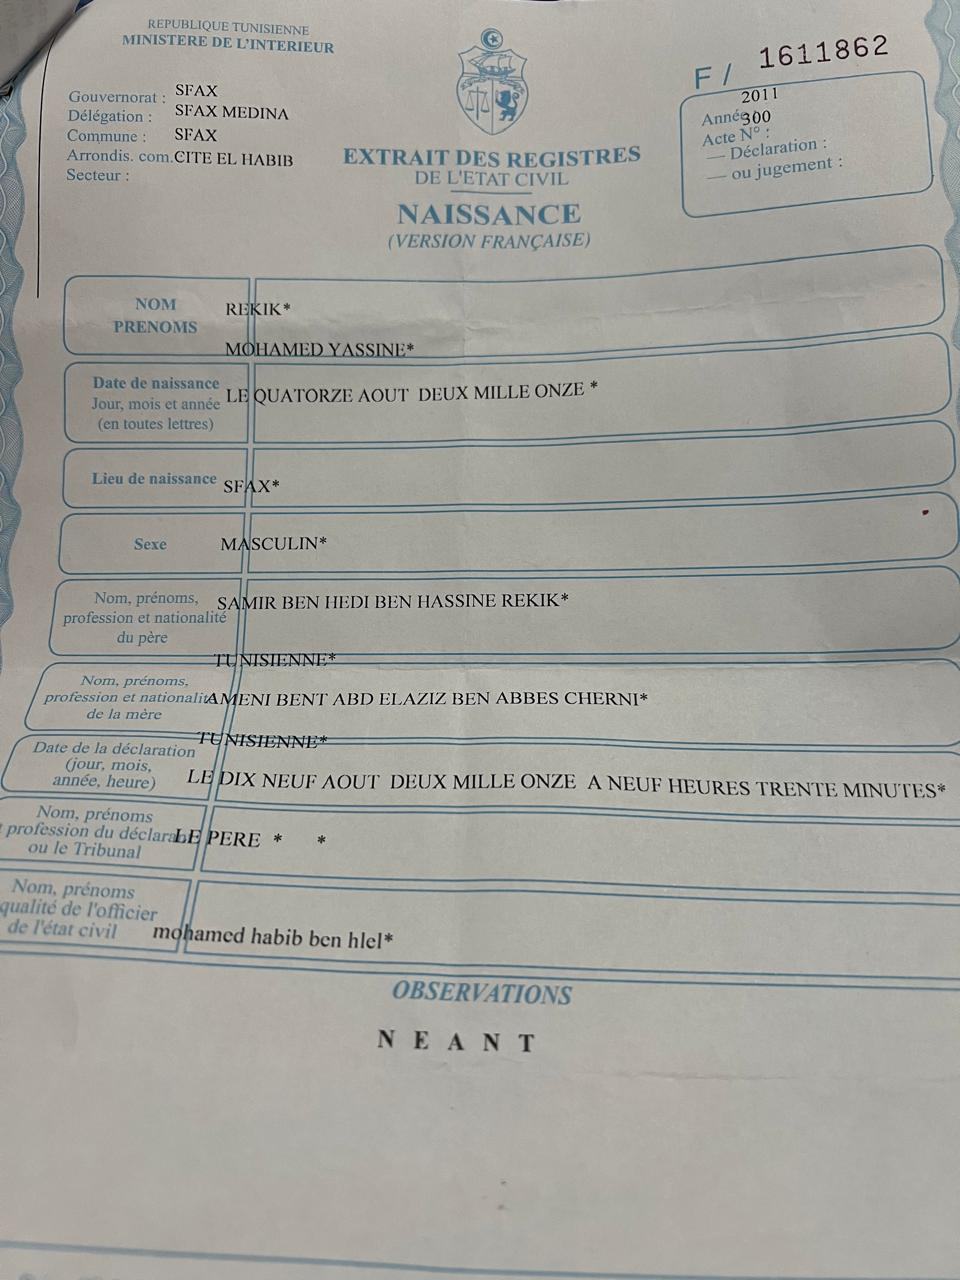 REPUBLIQUE TUNISIENNE
MINISTERE DE L'INTERIEUR
F / 1611862
Gouvernorat : SFAX
Délégation : SFAX MEDINA
Commune : SFAX
Arrondis. com. CITE EL HABIB
Secteur :
2011
Année
300
Acte N° :
— Déclaration :
— ou jugement :
EXTRAIT DES REGISTRES
DE L'ETAT CIVIL
NAISSANCE
(VERSION FRANÇAISE)
NOM REKIK*
PRENOMS
MOHAMED YASSINE*
Date de naissance
Jour, mois et année
(en toutes lettres)
LE QUATORZE AOUT DEUX MILLE ONZE *
Lieu de naissance SFAX*
Sexe MASCULIN*
Nom, prénoms,
profession et nationalité
du père
SAMIR BEN HEDI BEN HASSINE REKIK*
TUNISIENNE*
Nom, prénoms,
profession et nationalité
de la mère
AMENI BENT ABD ELAZIZ BEN ABBES CHERNI*
TUNISIENNE*
Date de la déclaration
(jour, mois,
année, heure)
LE DIX NEUF AOUT DEUX MILLE ONZE A NEUF HEURES TRENTE MINUTES*
Nom, prénoms
profession du déclarant
ou le Tribunal
LE PERE * *
Nom, prénoms
qualité de l'officier
de l'état civil
mohamed habib ben hlel*
OBSERVATIONS
N E A N T